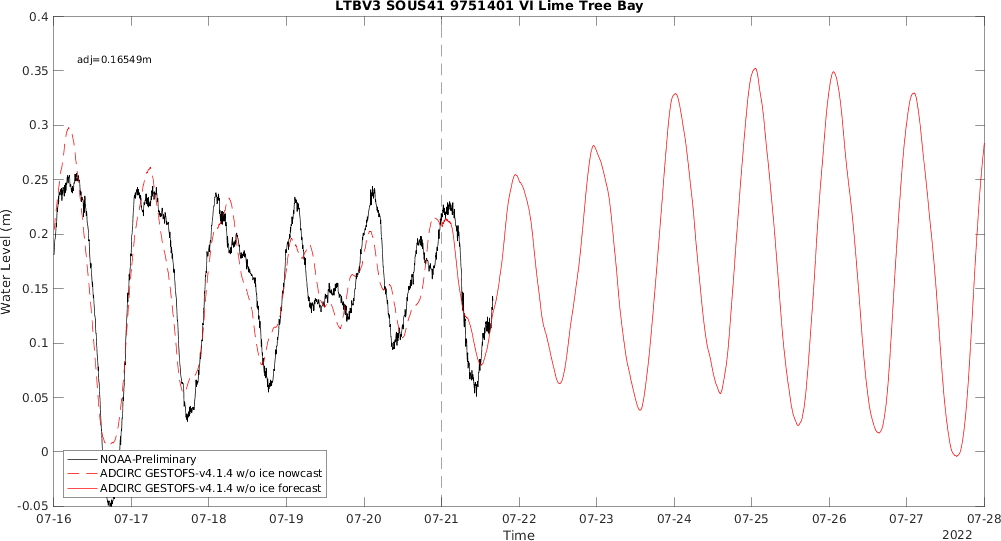 LTBV3 SOUS41 9751401 VI Lime Tree Bay
adj=0.16549m
Water Level (m)
0.4
0.35
0.3
0.25
0.2
0.15
0.1
0.05
0
-0.05
NOAA-Preliminary
ADCIRC GESTOFS-v4.1.4 w/o ice nowcast
ADCIRC GESTOFS-v4.1.4 w/o ice forecast
07-16 07-17 07-18 07-19 07-20 07-21 07-22 07-23 07-24 07-25 07-26 07-27 07-28
Time
2022